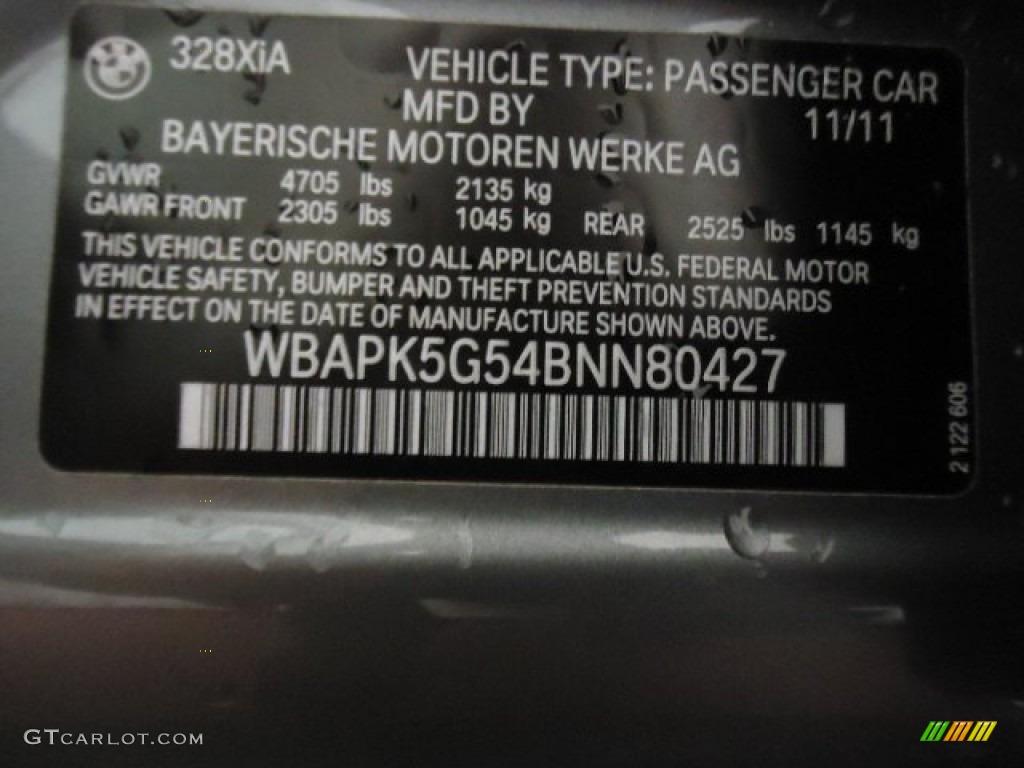 328XiA
VEHICLE TYPE: PASSENGER CAR
MFD BY 11/11
BAYERISCHE MOTOREN WERKE AG
GVWR 4705 lbs 2135 kg
GAWR FRONT 2305 lbs 1045 kg REAR 2525 lbs 1145 kg
THIS VEHICLE CONFORMS TO ALL APPLICABLE U.S. FEDERAL MOTOR
VEHICLE SAFETY, BUMPER AND THEFT PREVENTION STANDARDS
IN EFFECT ON THE DATE OF MANUFACTURE SHOWN ABOVE.
WBAPK5G54BNN80427
2 122 606
GTCARLOT.COM